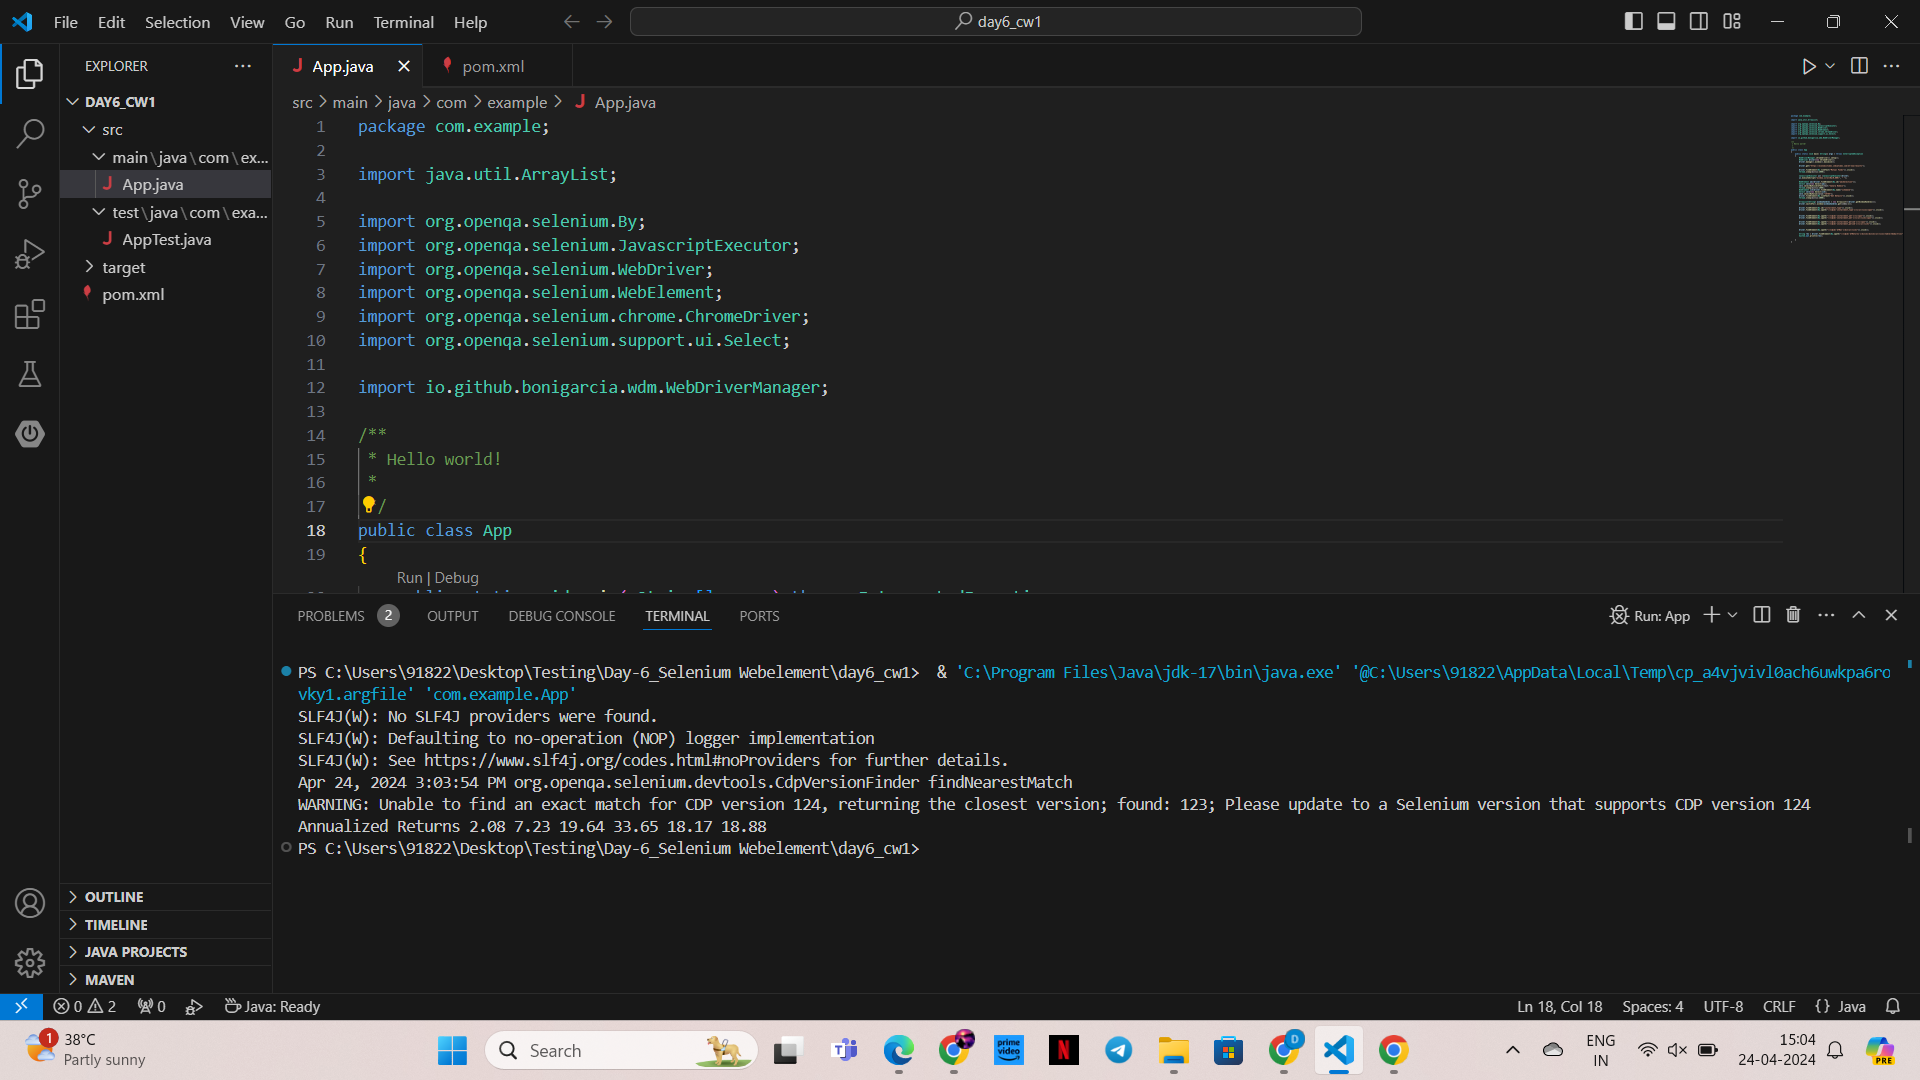 File Edit Selection View Go Run Terminal Help
day6_cw1
EXPLORER
DAY6_CW1
src
main\java\com\ex...
App.java
test\java\com\exa...
AppTest.java
target
pom.xml
OUTLINE
TIMELINE
JAVA PROJECTS
MAVEN
App.java
pom.xml
src > main > java > com > example > App.java
1 package com.example;
2
3 import java.util.ArrayList;
4
5 import org.openqa.selenium.By;
6 import org.openqa.selenium.JavascriptExecutor;
7 import org.openqa.selenium.WebDriver;
8 import org.openqa.selenium.WebElement;
9 import org.openqa.selenium.chrome.ChromeDriver;
10 import org.openqa.selenium.support.ui.Select;
11
12 import io.github.bonigarcia.wdm.WebDriverManager;
13
14 /**
15 * Hello world!
16 *
17 /
18 public class App
19 {
Run | Debug
PROBLEMS 2 OUTPUT DEBUG CONSOLE TERMINAL PORTS
Run: App
PS C:\Users\91822\Desktop\Testing\Day-6_Selenium Webelement\day6_cw1> & 'C:\Program Files\Java\jdk-17\bin\java.exe' '@C:\Users\91822\AppData\Local\Temp\cp_a4vjvivl0ach6uwkpa6ro
vky1.argfile' 'com.example.App'
SLF4J(W): No SLF4J providers were found.
SLF4J(W): Defaulting to no-operation (NOP) logger implementation
SLF4J(W): See https://www.slf4j.org/codes.html#noProviders for further details.
Apr 24, 2024 3:03:54 PM org.openqa.selenium.devtools.CdpVersionFinder findNearestMatch
WARNING: Unable to find an exact match for CDP version 124, returning the closest version; found: 123; Please update to a Selenium version that supports CDP version 124
Annualized Returns 2.08 7.23 19.64 33.65 18.17 18.88
PS C:\Users\91822\Desktop\Testing\Day-6_Selenium Webelement\day6_cw1>
0 2 0 Java: Ready
Ln 18, Col 18 Spaces: 4 UTF-8 CRLF {} Java
1
38°C
Partly sunny
Search
prime video
N
D
ENG
IN
15:04
24-04-2024
PRE